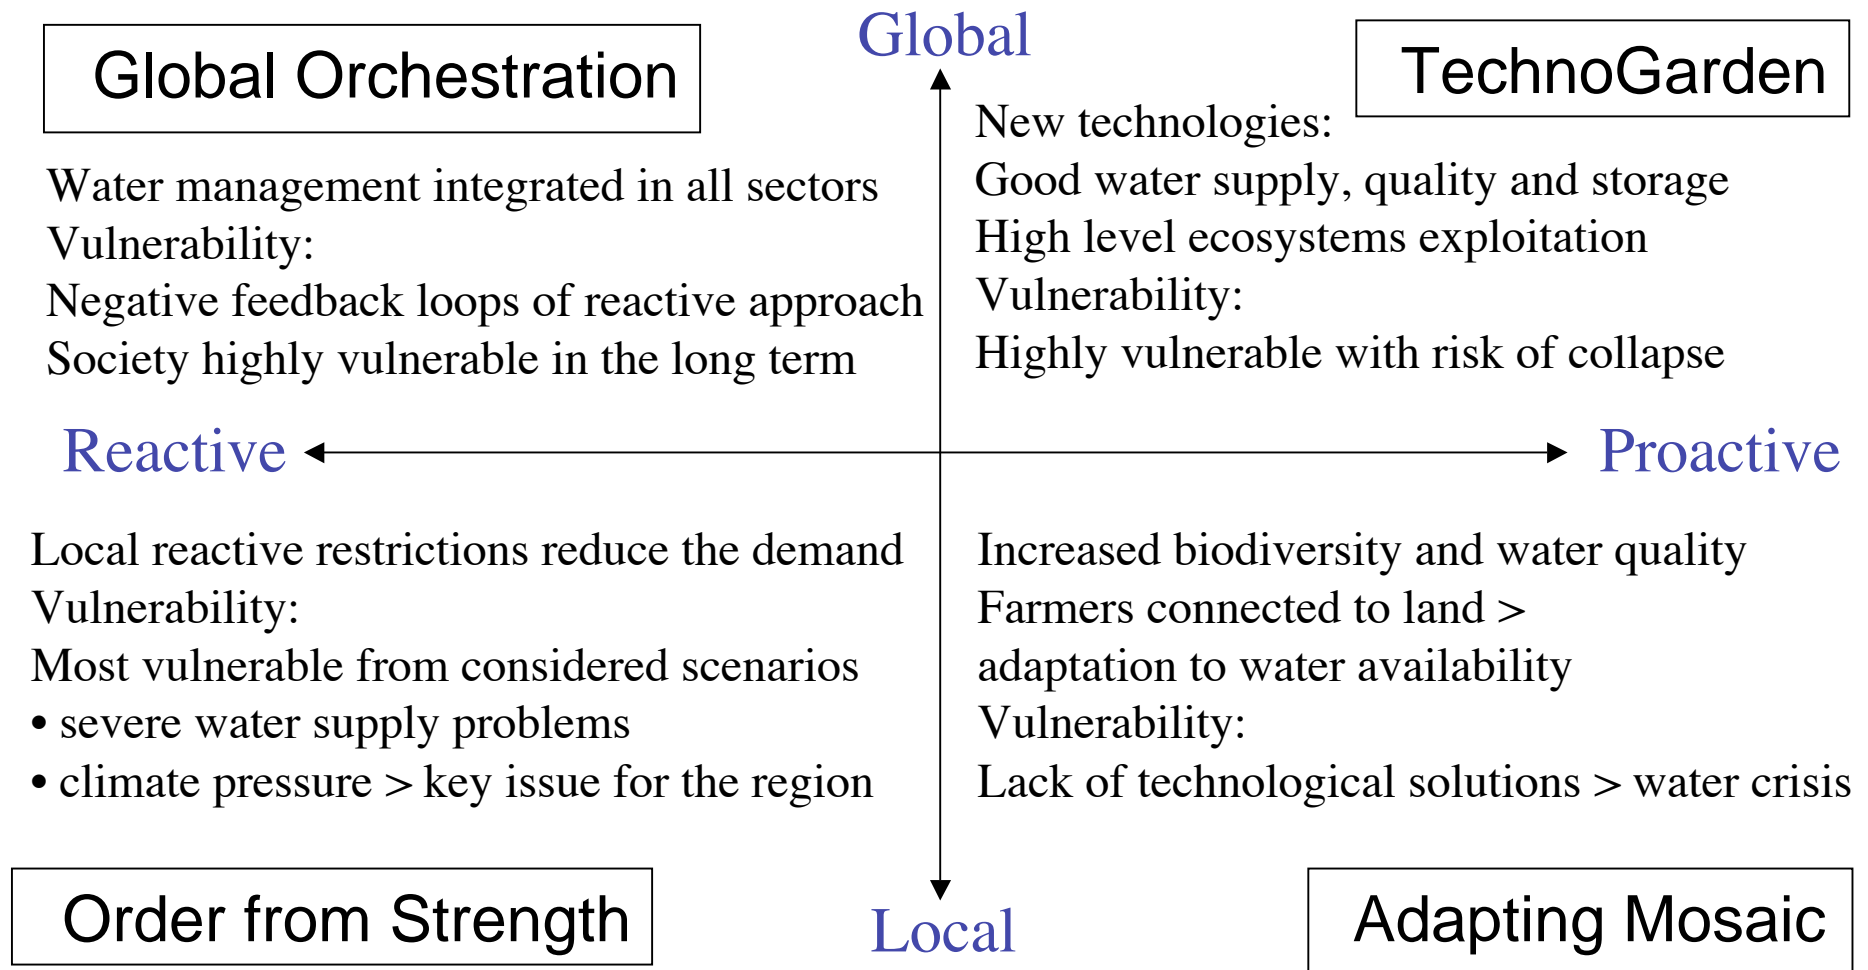 Global
Global Orchestration
Water management integrated in all sectors
Vulnerability:
Negative feedback loops of reactive approach
Society highly vulnerable in the long term
TechnoGarden
New technologies:
Good water supply, quality and storage
High level ecosystems exploitation
Vulnerability:
Highly vulnerable with risk of collapse
Reactive
Proactive
Local reactive restrictions reduce the demand
Vulnerability:
Most vulnerable from considered scenarios
• severe water supply problems
• climate pressure > key issue for the region
Order from Strength
Increased biodiversity and water quality
Farmers connected to land >
adaptation to water availability
Vulnerability:
Lack of technological solutions > water crisis
Adapting Mosaic
Local